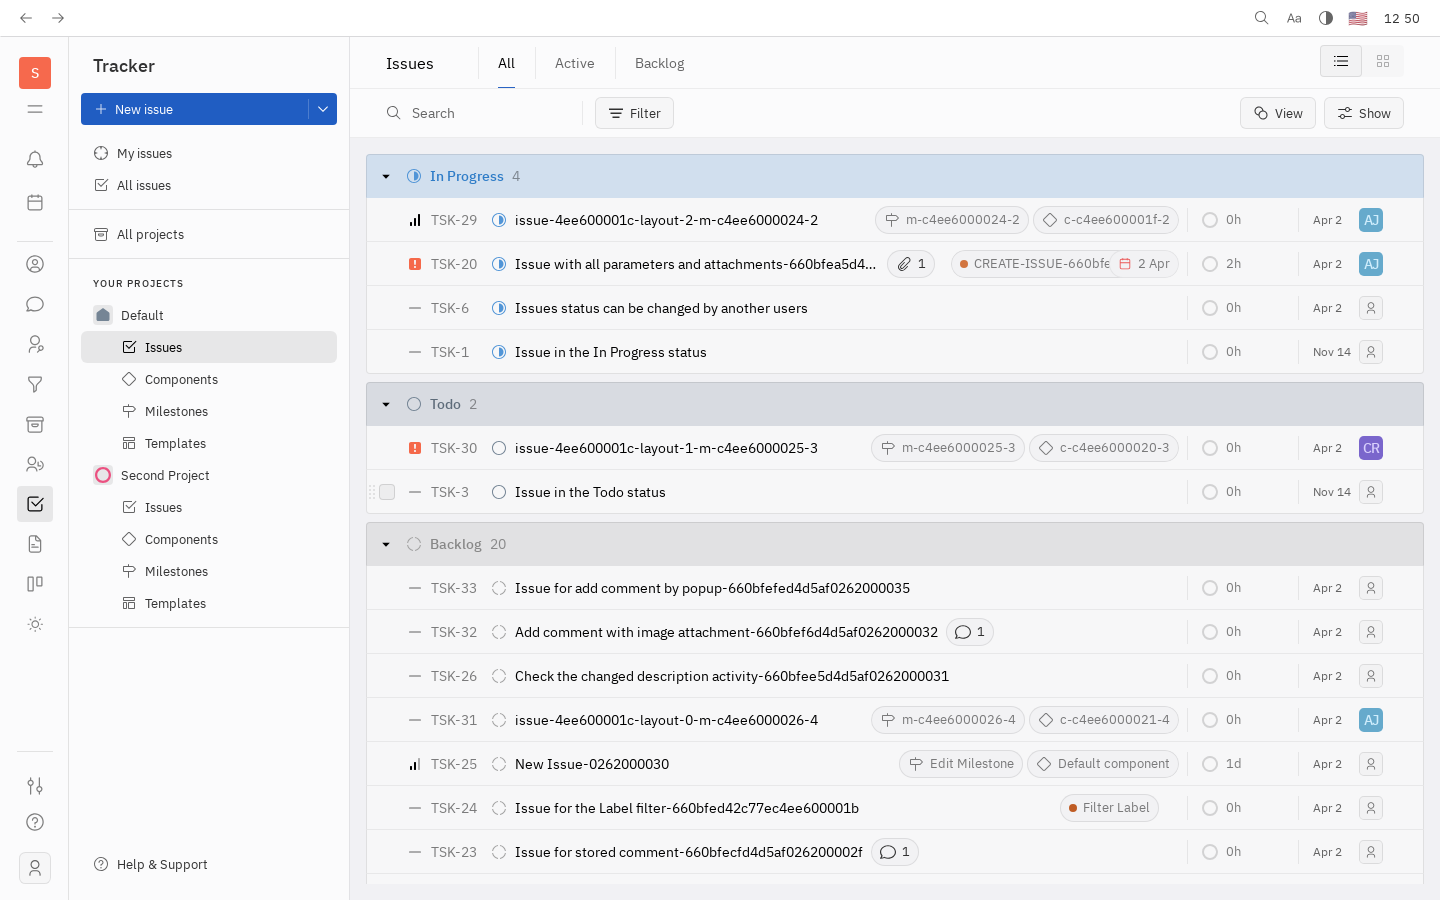 Aa 12 50
S
Tracker
New issue
My issues
All issues
All projects
YOUR PROJECTS
Default
Issues
Components
Milestones
Templates
Second Project
Issues
Components
Milestones
Templates
Help & Support
Issues All Active Backlog
Search Filter View Show
In Progress 4
TSK-29 issue-4ee600001c-layout-2-m-c4ee6000024-2 m-c4ee6000024-2 c-c4ee600001f-2 0h Apr 2 AJ
TSK-20 Issue with all parameters and attachments-660bfea5d4... 1 CREATE-ISSUE-660bfe 2 Apr 2h Apr 2 AJ
TSK-6 Issues status can be changed by another users 0h Apr 2
TSK-1 Issue in the In Progress status 0h Nov 14
Todo 2
TSK-30 issue-4ee600001c-layout-1-m-c4ee6000025-3 m-c4ee6000025-3 c-c4ee6000020-3 0h Apr 2 CR
TSK-3 Issue in the Todo status 0h Nov 14
Backlog 20
TSK-33 Issue for add comment by popup-660bfefed4d5af0262000035 0h Apr 2
TSK-32 Add comment with image attachment-660bfef6d4d5af0262000032 1 0h Apr 2
TSK-26 Check the changed description activity-660bfee5d4d5af0262000031 0h Apr 2
TSK-31 issue-4ee600001c-layout-0-m-c4ee6000026-4 m-c4ee6000026-4 c-c4ee6000021-4 0h Apr 2 AJ
TSK-25 New Issue-0262000030 Edit Milestone Default component 1d Apr 2
TSK-24 Issue for the Label filter-660bfed42c77ec4ee600001b Filter Label 0h Apr 2
TSK-23 Issue for stored comment-660bfecfd4d5af026200002f 1 0h Apr 2